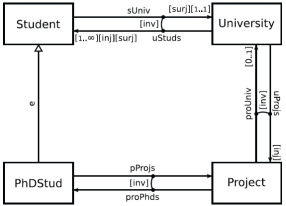 sUniv
[surj][1..1]
Student
[inv]
University
[1..∞][inj][surj]
uStuds
[0..1]
e
proUniv
[inv]
uProjs
[inj]
PhDStud
pProjs
[inv]
proPhds
Project